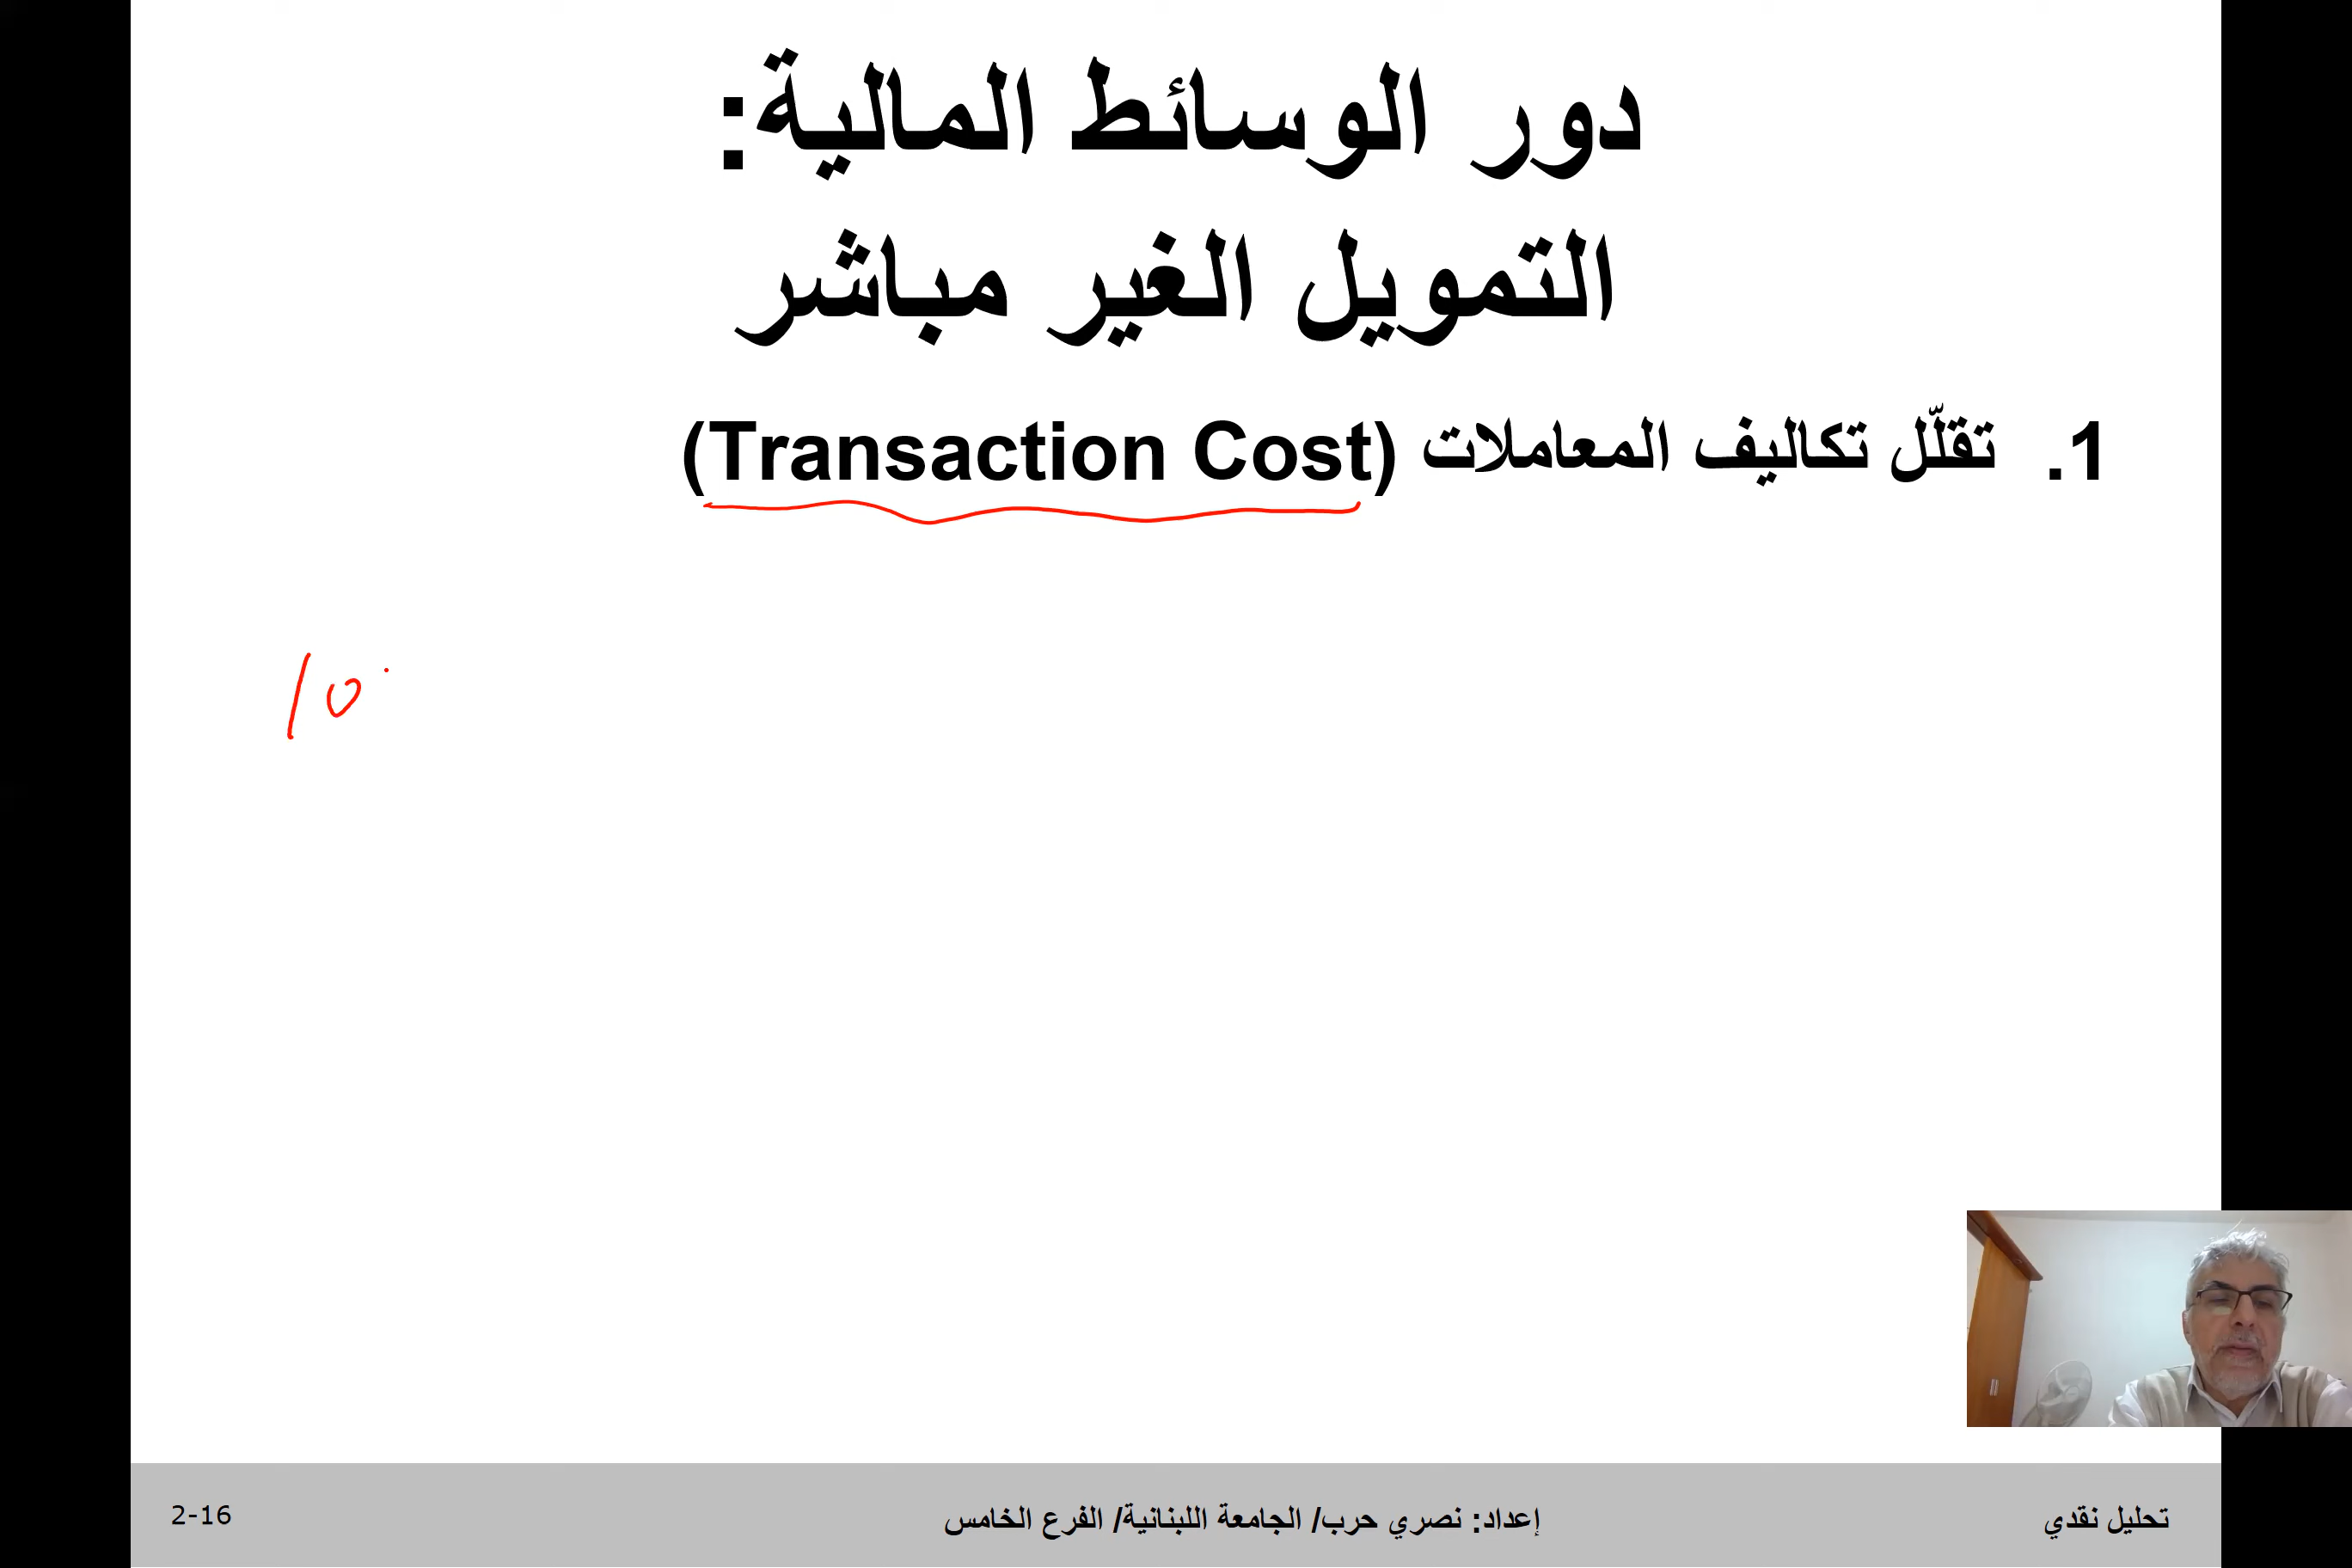 دور الوسائط المالية:
التمويل الغير مباشر
1. تقلّل تكاليف المعاملات (Transaction Cost)
10
تحليل نقدي
إعداد: نصري حرب/ الجامعة اللبنانية/ الفرع الخامس
2-16